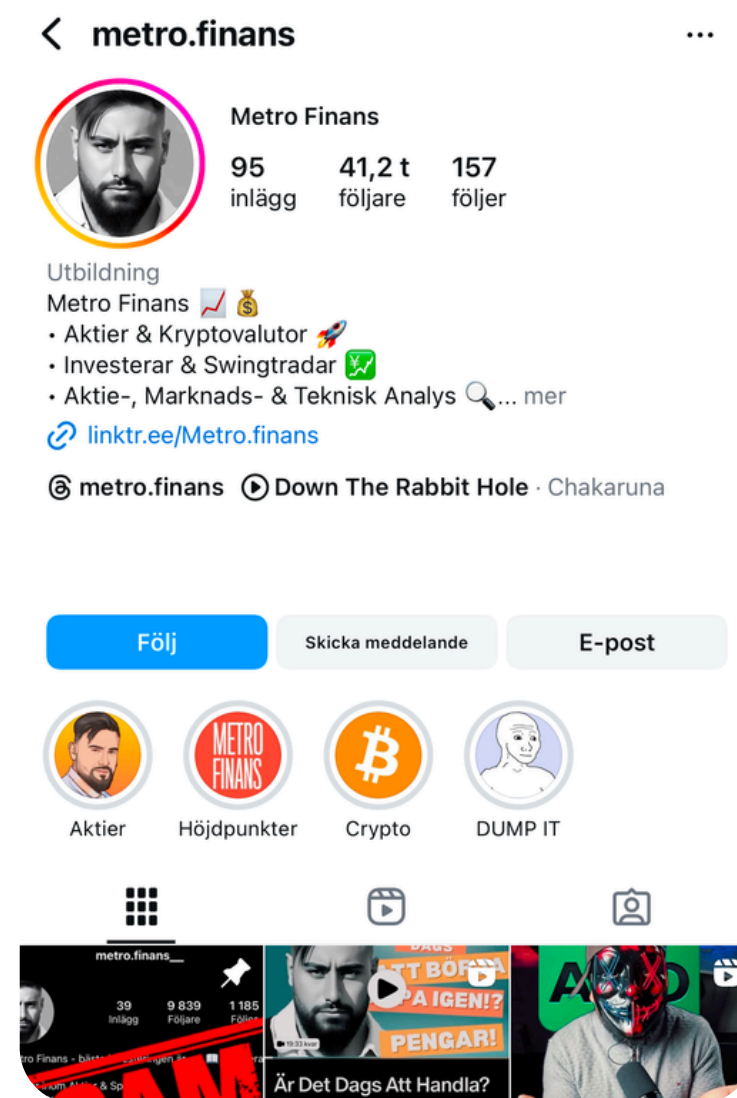 metro.finans
Metro Finans
95 41,2 t 157
inlägg följare följer
Utbildning
Metro Finans 📈 💰
• Aktier & Kryptovalutor 🚀
• Investerar & Swingtradar 💹
• Aktie-, Marknads- & Teknisk Analys 🔍... mer
linktr.ee/Metro.finans
metro.finans Down The Rabbit Hole · Chakaruna
Följ
Skicka meddelande
E-post
METRO
FINANS
Aktier Höjdpunkter Crypto DUMP IT
metro.finans__
39 9 839 1 185
Inlägg Följare
& Sp
DAGS
PENGAR!
Är Det Dags Att Handla?